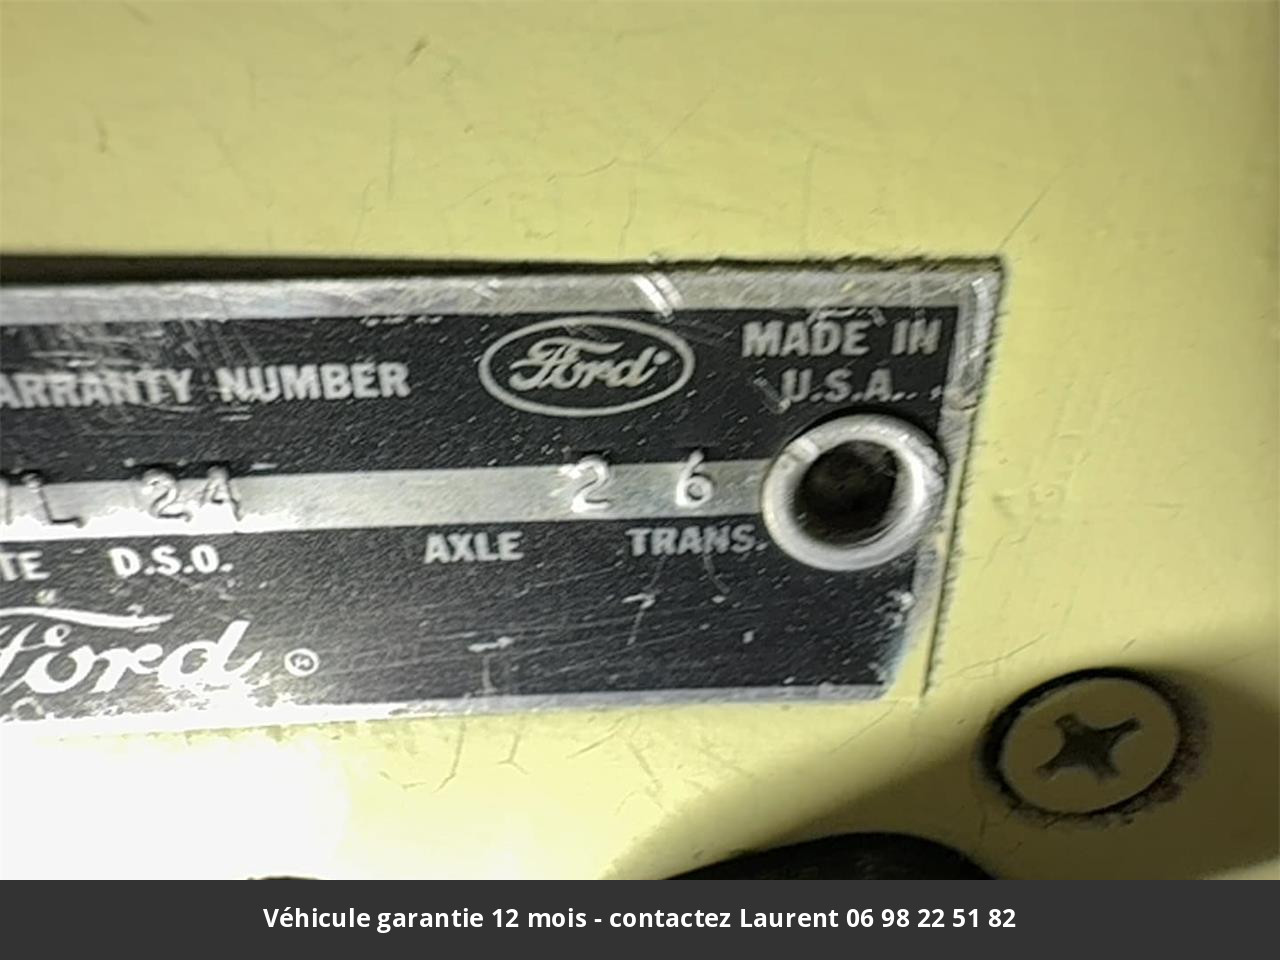 ARRANTY NUMBER Ford MADE IN
U.S.A.
L 24 2 6
TE D.S.O. AXLE TRANS.
Ford
Véhicule garantie 12 mois - contactez Laurent 06 98 22 51 82